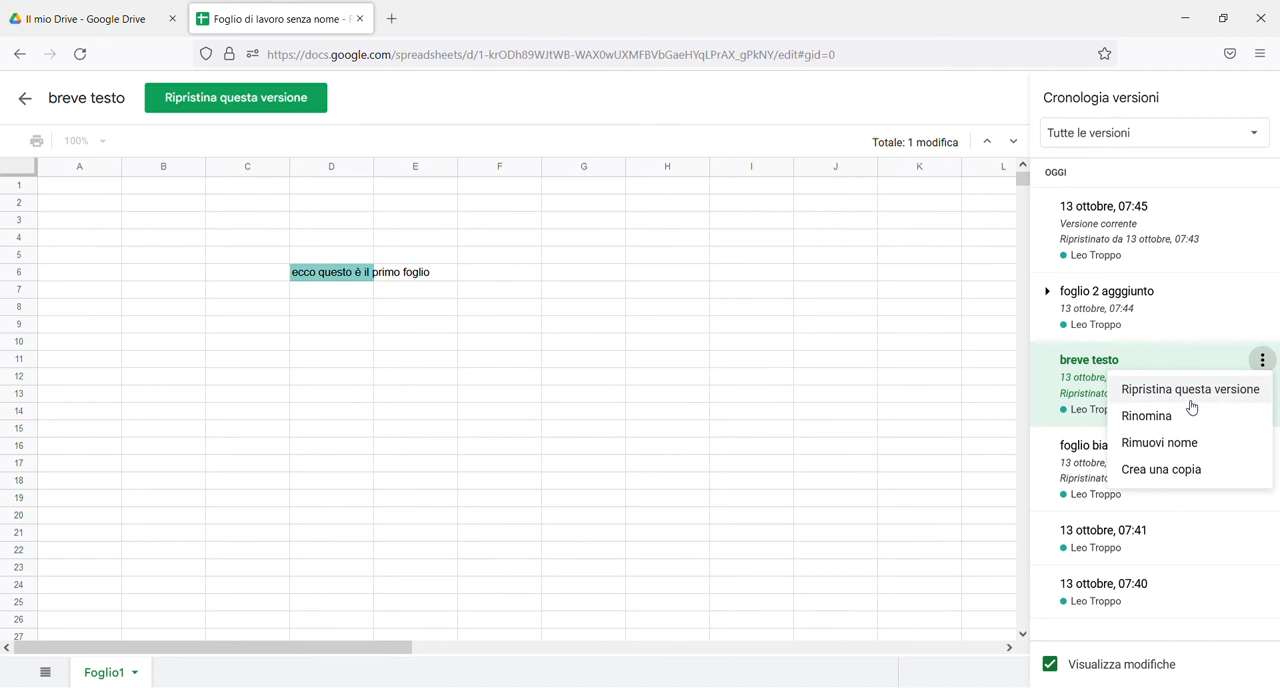 Il mio Drive - Google Drive
Foglio di lavoro senza nome -
https://docs.google.com/spreadsheets/d/1-krODh89WJtWB-WAX0wUXMFBVbGaeHYqLPrAX_gPkNY/edit#gid=0
breve testo
Ripristina questa versione
Cronologia versioni
100%
Totale: 1 modifica
Tutte le versioni
A B C D E F G H I J K L
OGGI
1
2
3
4
5
6
7
8
9
10
11
12
13
14
15
16
17
18
19
20
21
22
23
24
25
26
27
ecco questo è il primo foglio
13 ottobre, 07:45
Versione corrente
Ripristinato da 13 ottobre, 07:43
Leo Troppo
foglio 2 agggiunto
13 ottobre, 07:44
Leo Troppo
breve testo
13 ottobre,
Ripristinato
Leo
Ripristina questa versione
Rinomina
Rimuovi nome
Crea una copia
foglio
13 ottobre,
Ripristinato
Leo Troppo
13 ottobre, 07:41
Leo Troppo
13 ottobre, 07:40
Leo Troppo
Foglio1
Visualizza modifiche